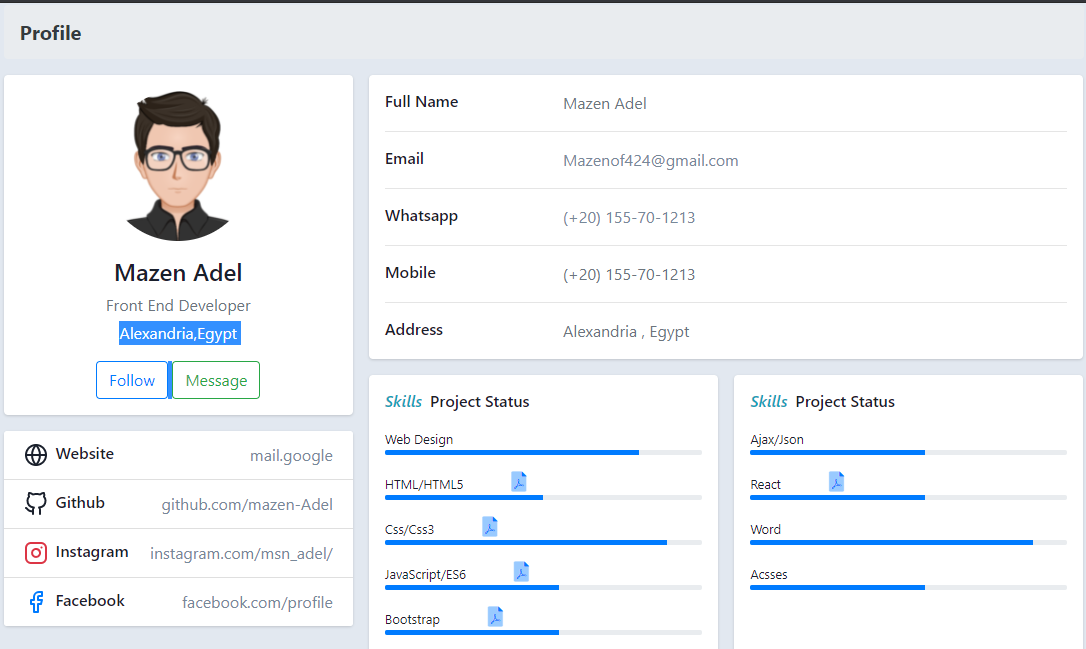 Profile
Mazen Adel
Front End Developer
Alexandria,Egypt
Follow
Message
Website mail.google
Github github.com/mazen-Adel
Instagram instagram.com/msn_adel/
Facebook facebook.com/profile
Full Name Mazen Adel
Email Mazenof424@gmail.com
Whatsapp (+20) 155-70-1213
Mobile (+20) 155-70-1213
Address Alexandria , Egypt
Skills Project Status
Web Design
HTML/HTML5
Css/Css3
JavaScript/ES6
Bootstrap
Skills Project Status
Ajax/Json
React
Word
Acsses